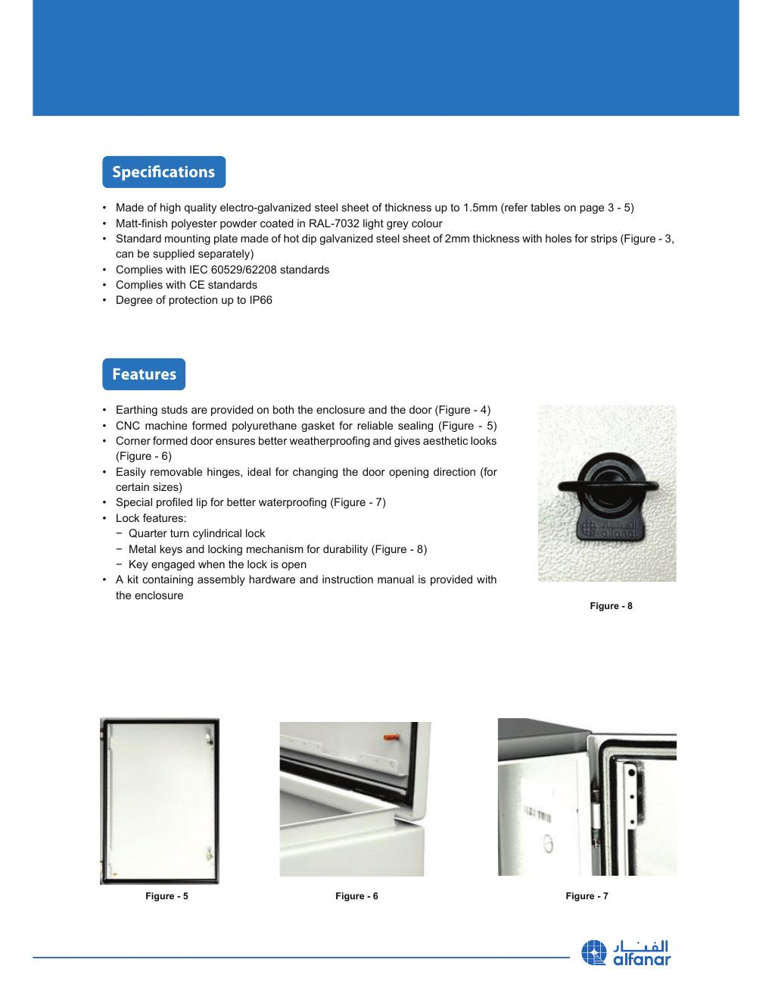 Specifications
• Made of high quality electro-galvanized steel sheet of thickness up to 1.5mm (refer tables on page 3 - 5)
• Matt-finish polyester powder coated in RAL-7032 light grey colour
• Standard mounting plate made of hot dip galvanized steel sheet of 2mm thickness with holes for strips (Figure - 3,
can be supplied separately)
• Complies with IEC 60529/62208 standards
• Complies with CE standards
• Degree of protection up to IP66
Features
• Earthing studs are provided on both the enclosure and the door (Figure - 4)
• CNC machine formed polyurethane gasket for reliable sealing (Figure - 5)
• Corner formed door ensures better weatherproofing and gives aesthetic looks
(Figure - 6)
• Easily removable hinges, ideal for changing the door opening direction (for
certain sizes)
• Special profiled lip for better waterproofing (Figure - 7)
• Lock features:
− Quarter turn cylindrical lock
− Metal keys and locking mechanism for durability (Figure - 8)
− Key engaged when the lock is open
• A kit containing assembly hardware and instruction manual is provided with
the enclosure
الفنار
alfanar
Figure - 8
Figure - 5
Figure - 6
Figure - 7
الفنار
alfanar